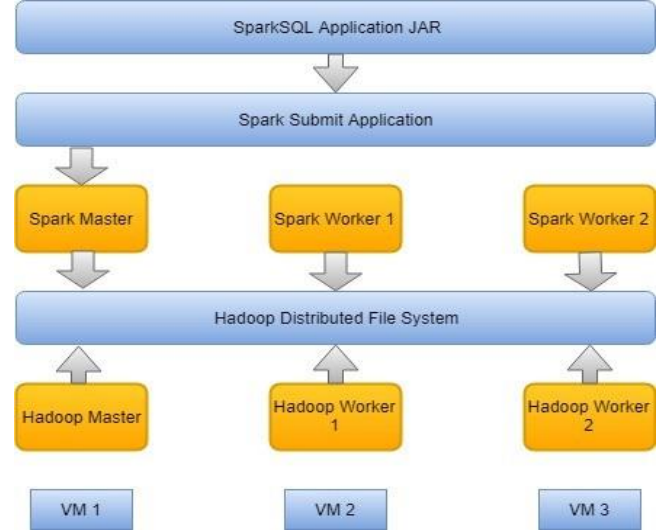 SparkSQL Application JAR
Spark Submit Application
Spark Master
Spark Worker 1
Spark Worker 2
Hadoop Distributed File System
Hadoop Master
Hadoop Worker
1
Hadoop Worker
2
VM 1
VM 2
VM 3